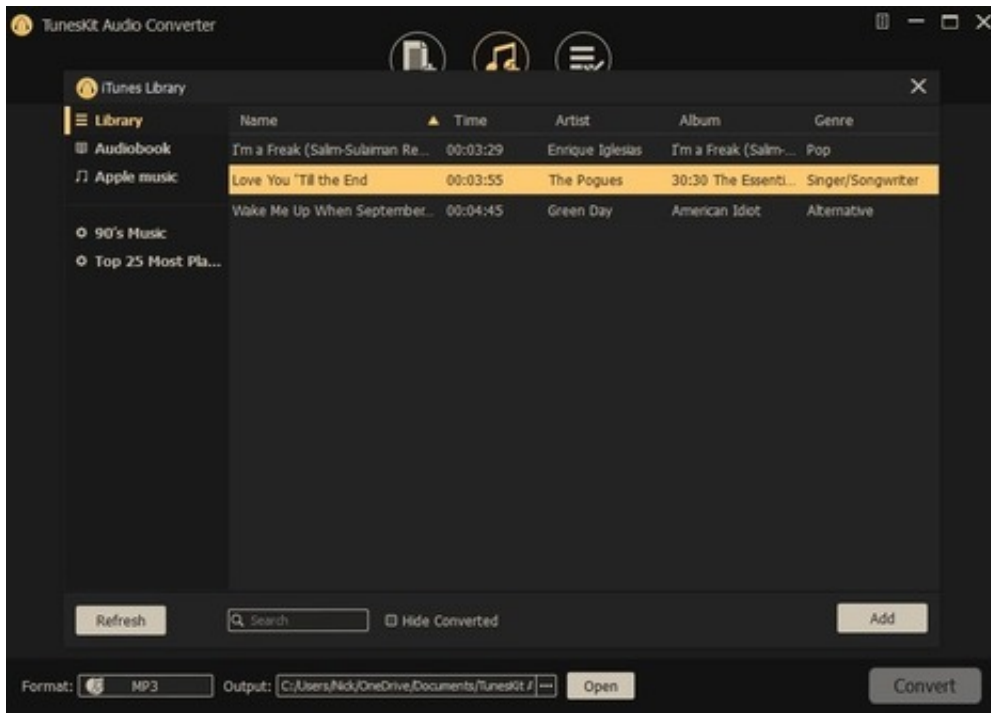 TunesKit Audio Converter
iTunes Library
Library
Audiobook
Apple music
90's Music
Top 25 Most Pla...
Name Time Artist Album Genre
I'm a Freak (Salim-Sulaiman Re... 00:03:29 Enrique Iglesias I'm a Freak (Salim-... Pop
Love You 'Till the End 00:03:55 The Pogues 30:30 The Essenti... Singer/Songwriter
Wake Me Up When September... 00:04:45 Green Day American Idiot Alternative
Refresh Search Hide Converted Add
Format: MP3 Output: C:/Users/Nick/OneDrive/Documents/TunesKit Open Convert